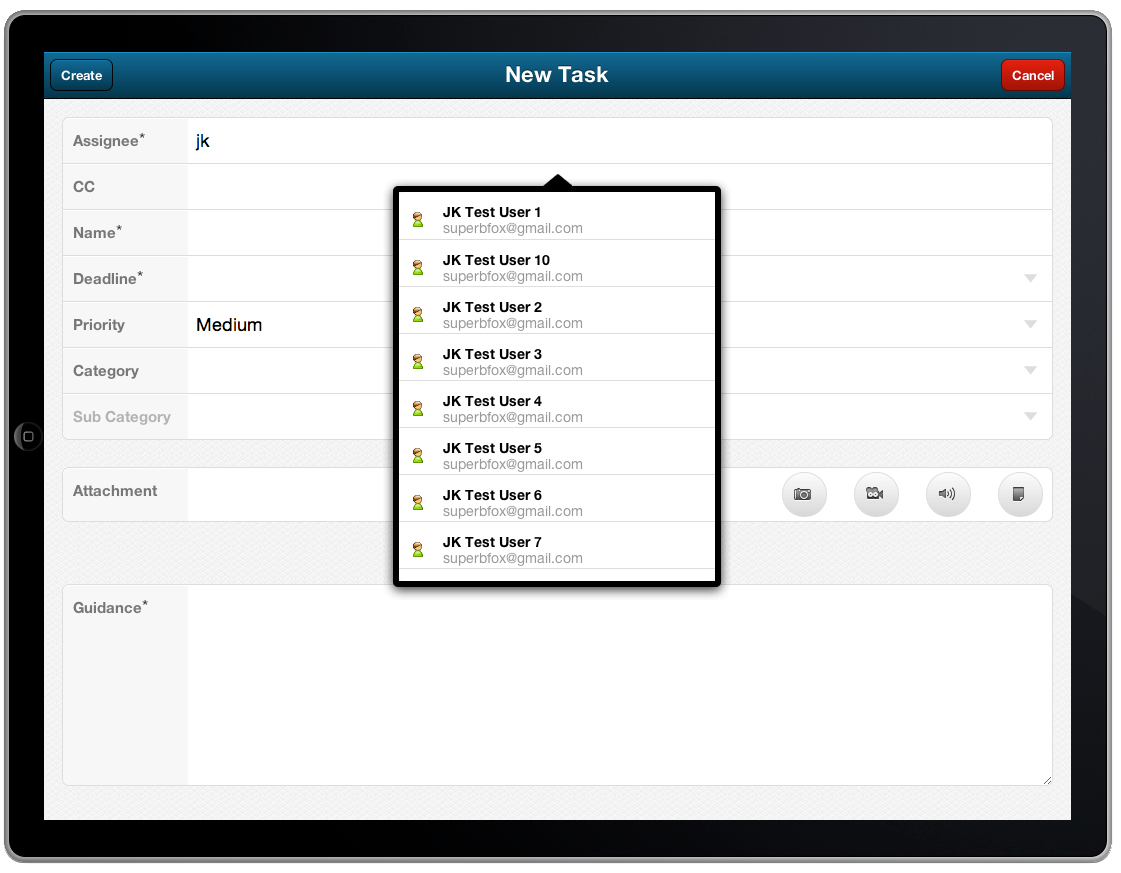 Create
New Task
Cancel
Assignee* jk
CC
Name*
Deadline*
Priority Medium
Category
Sub Category
JK Test User 1
superbfox@gmail.com
JK Test User 10
superbfox@gmail.com
JK Test User 2
superbfox@gmail.com
JK Test User 3
superbfox@gmail.com
JK Test User 4
superbfox@gmail.com
JK Test User 5
superbfox@gmail.com
JK Test User 6
superbfox@gmail.com
JK Test User 7
superbfox@gmail.com
Attachment
Guidance*